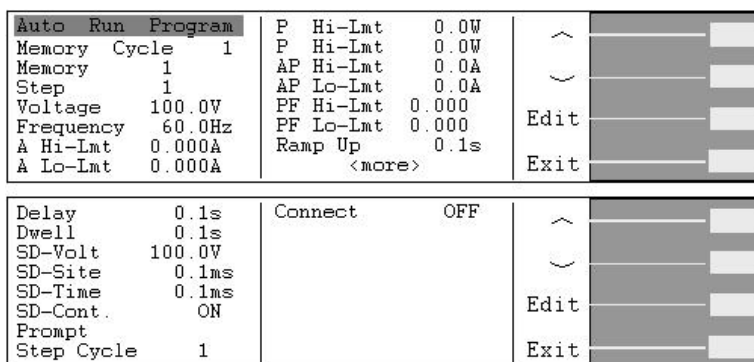 Auto Run Program
Memory Cycle 1
Memory 1
Step 1
Voltage 100.0V
Frequency 60.0Hz
A Hi-Lmt 0.000A
A Lo-Lmt 0.000A
P Hi-Lmt 0.0W
P Hi-Lmt 0.0W
AP Hi-Lmt 0.0A
AP Lo-Lmt 0.0A
PF Hi-Lmt 0.000
PF Lo-Lmt 0.000
Ramp Up 0.1s
<more>
Edit
Exit
Delay 0.1s
Dwell 0.1s
SD-Volt 100.0V
SD-Site 0.1ms
SD-Time 0.1ms
SD-Cont. ON
Prompt
Step Cycle 1
Connect OFF
Edit
Exit